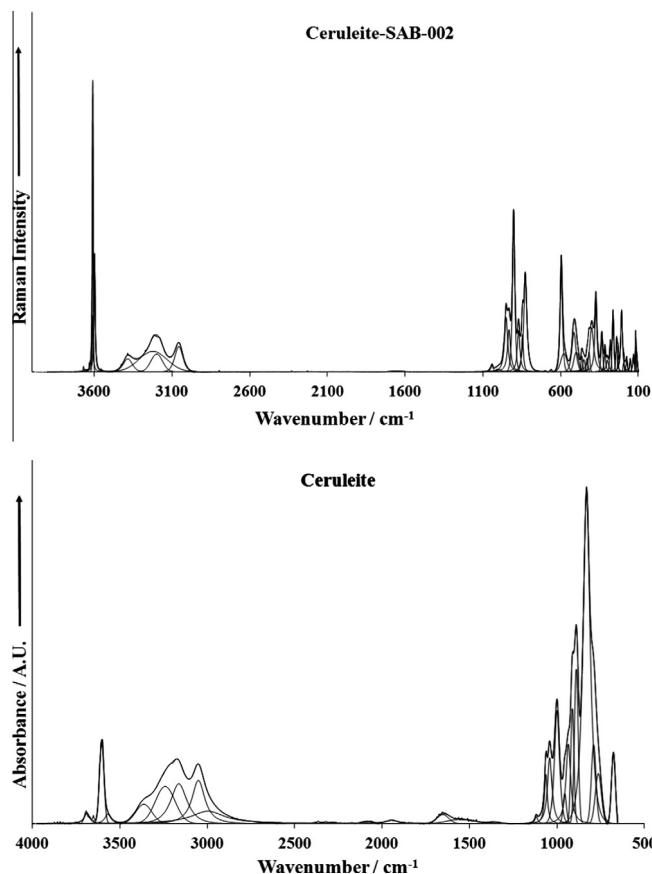 Ceruleite-SAB-002
Raman Intensity
3600 3100 2600 2100 1600 1100 600 100
Wavenumber / cm-1
Ceruleite
Absorbance / A.U.
4000 3500 3000 2500 2000 1500 1000 500
Wavenumber / cm-1